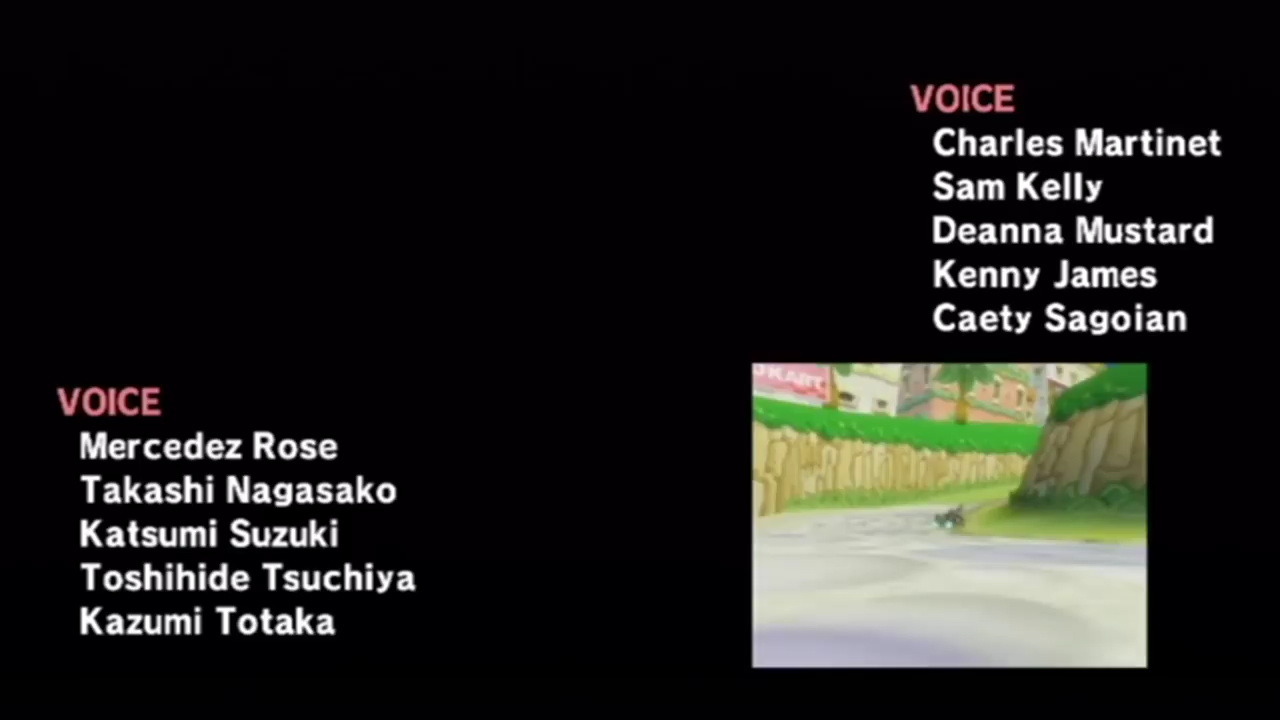 VOICE
Charles Martinet
Sam Kelly
Deanna Mustard
Kenny James
Caety Sagoian
VOICE
Mercedez Rose
Takashi Nagasako
Katsumi Suzuki
Toshihide Tsuchiya
Kazumi Totaka
KART